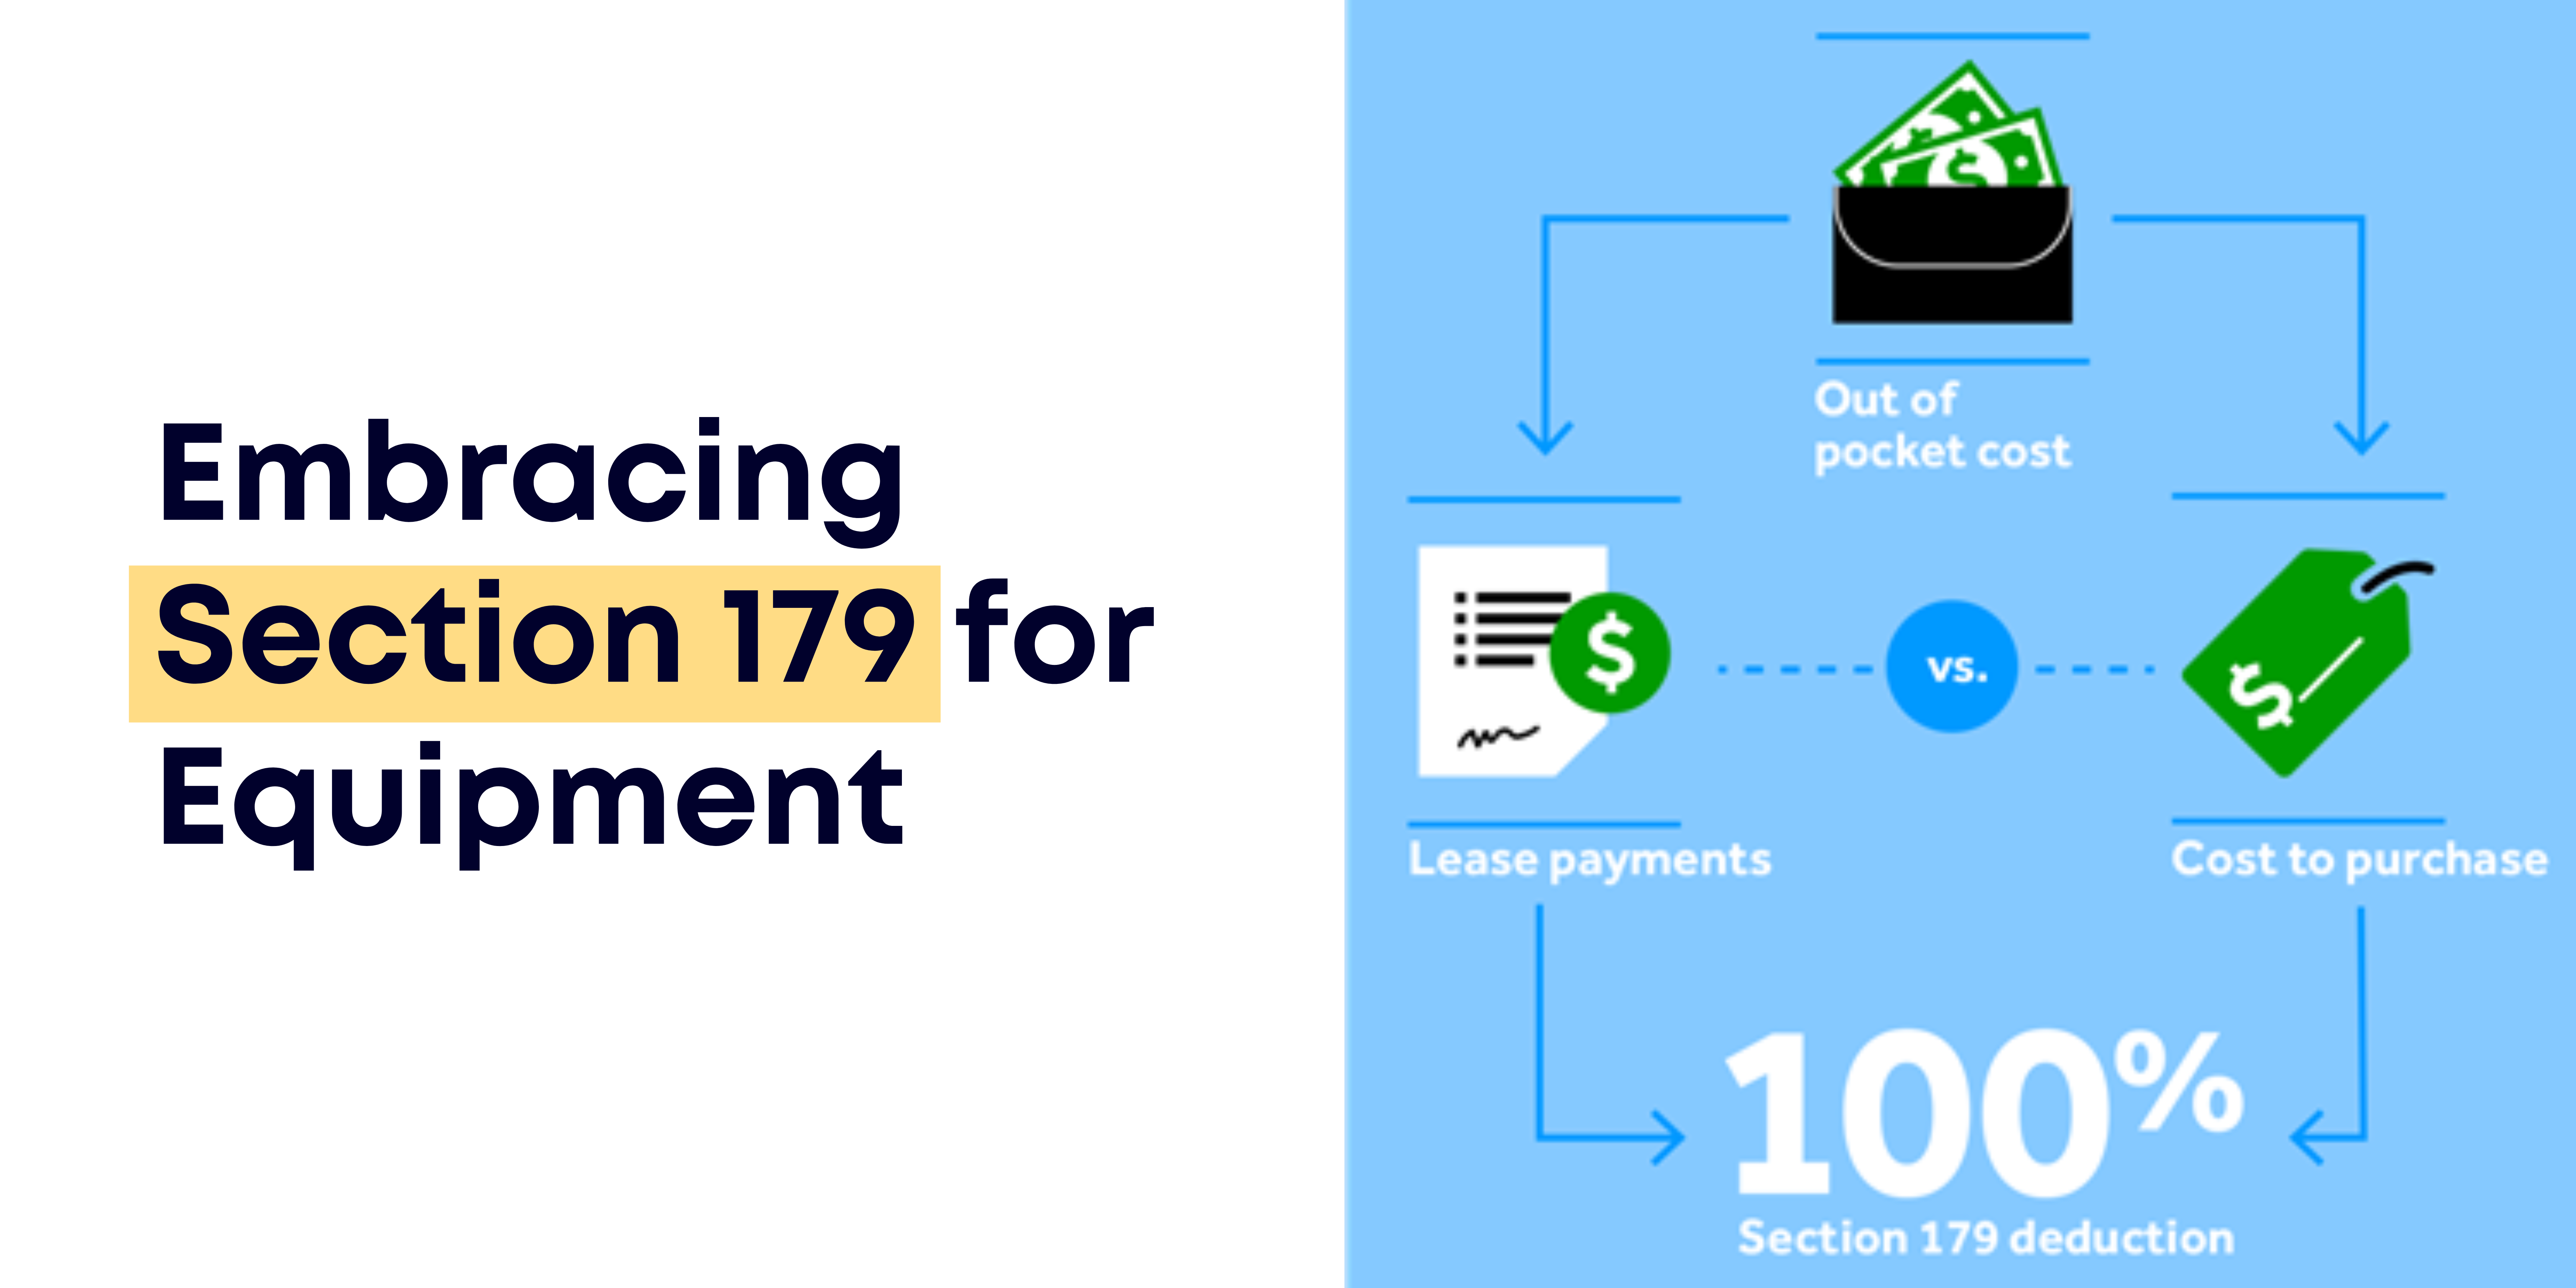 Embracing
Section 179 for
Equipment
Out of
pocket cost
$
$
vs.
$
Lease payments
Cost to purchase
100%
Section 179 deduction